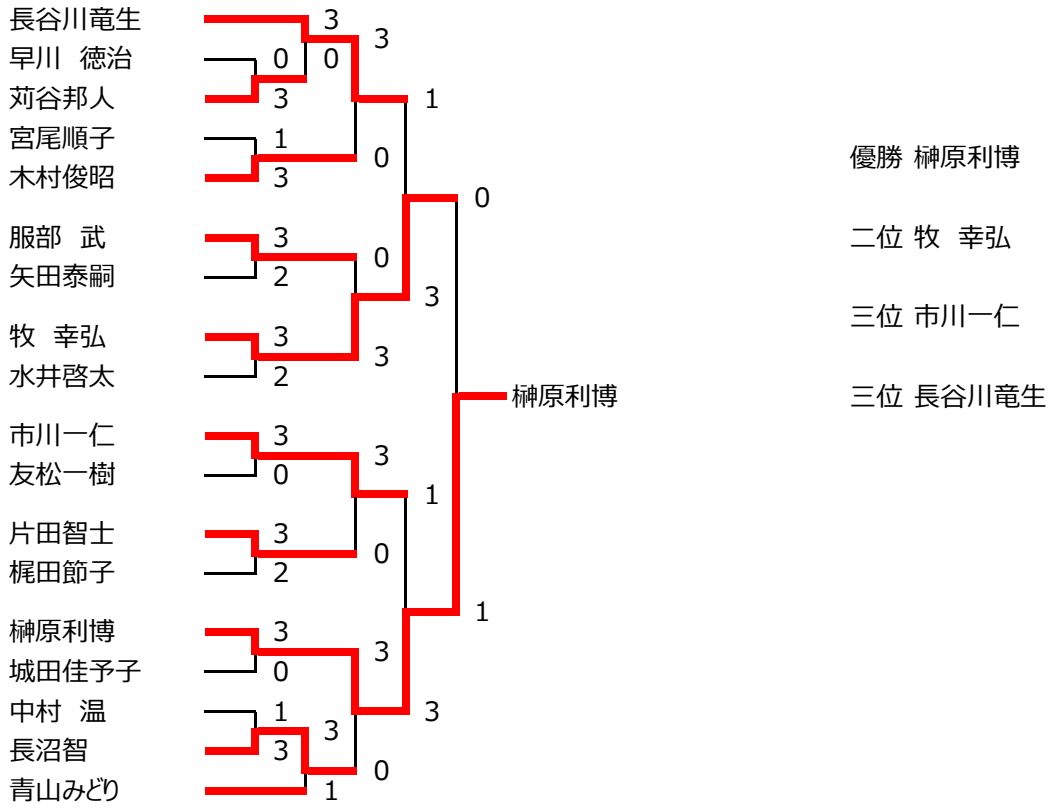 長谷川竜生 3
3
早川 徳治 0 0
苅谷邦人 3
1
宮尾順子 1
0
木村俊昭 3
0
服部 武 3
0
矢田泰嗣 2
3
牧 幸弘 3
3
水井啓太 2
榊原利博
市川一仁 3
3
友松一樹 0
1
片田智士 3
0
梶田節子 2
1
榊原利博 3
3
城田佳予子 0
中村 温 1
3
3
長沼智 3
0
青山みどり 1
優勝 榊原利博
二位 牧 幸弘
三位 市川一仁
三位 長谷川竜生